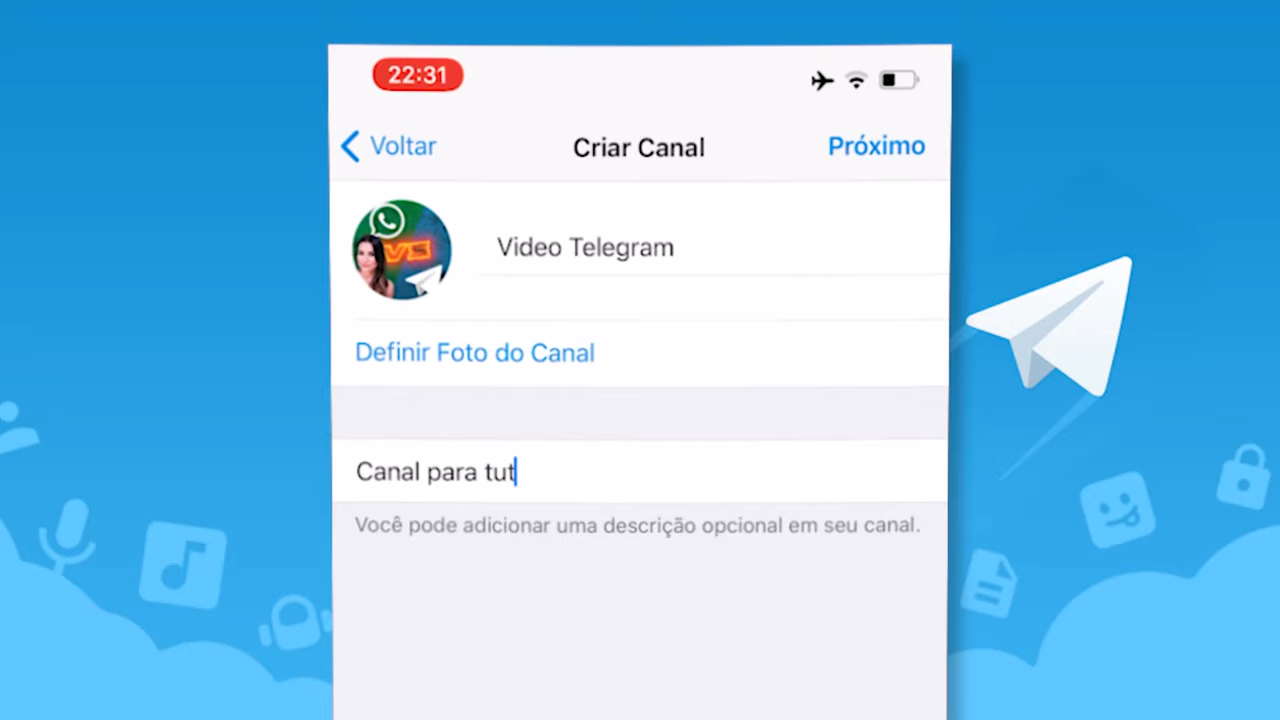 22:31
Voltar
Criar Canal
Próximo
VS
Video Telegram
Definir Foto do Canal
Canal para tut
Você pode adicionar uma descrição opcional em seu canal.